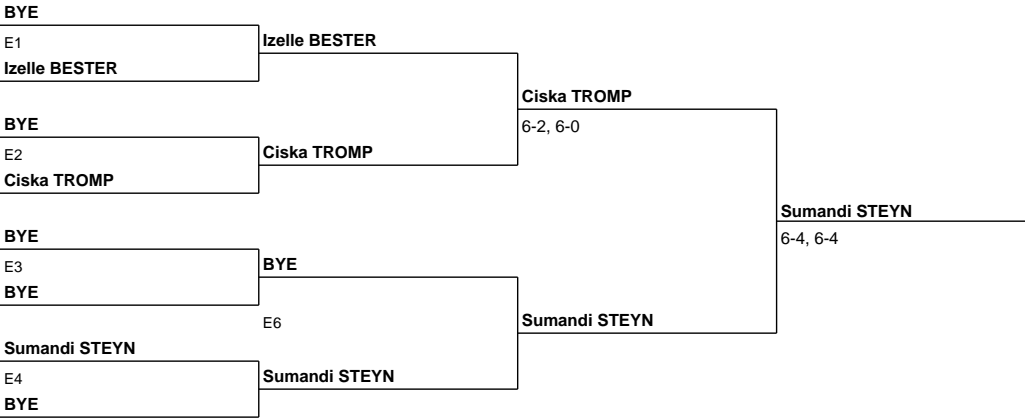 BYE
E1
Izelle BESTER
Izelle BESTER
Ciska TROMP
6-2, 6-0
BYE
E2
Ciska TROMP
Ciska TROMP
Sumandi STEYN
6-4, 6-4
BYE
E3
BYE
BYE
E6
Sumandi STEYN
Sumandi STEYN
E4
Sumandi STEYN
BYE